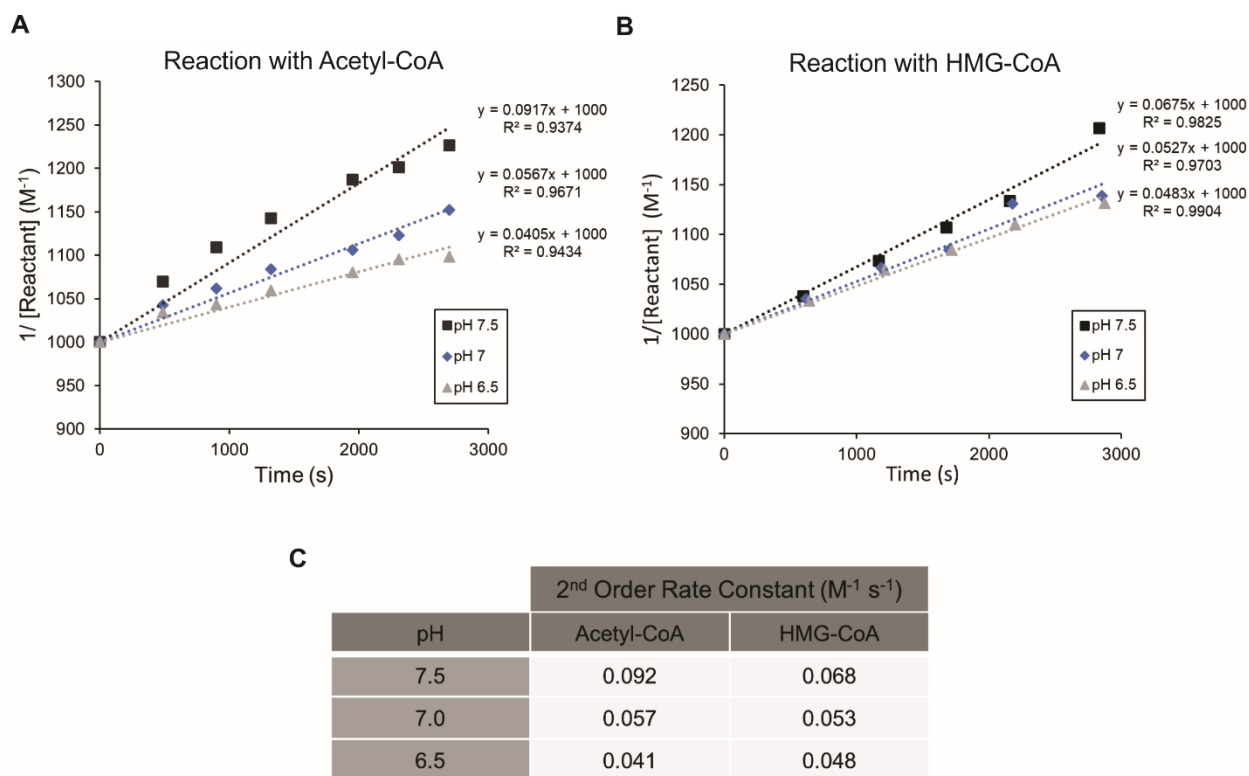 A
Reaction with Acetyl-CoA
1300
1250
1200
1150
1100
1050
1000
950
900
1/ [Reactant] (M⁻¹)
0
1000
2000
3000
Time (s)
y = 0.0917x + 1000
R² = 0.9374
y = 0.0567x + 1000
R² = 0.9671
y = 0.0405x + 1000
R² = 0.9434
pH 7.5
pH 7
pH 6.5
B
Reaction with HMG-CoA
1250
1200
1150
1100
1050
1000
950
900
1/[Reactant] (M⁻¹)
0
1000
2000
3000
Time (s)
y = 0.0675x + 1000
R² = 0.9825
y = 0.0527x + 1000
R² = 0.9703
y = 0.0483x + 1000
R² = 0.9904
pH 7.5
pH 7
pH 6.5
C
2ⁿᵈ Order Rate Constant (M⁻¹ s⁻¹)
pH Acetyl-CoA HMG-CoA
7.5 0.092 0.068
7.0 0.057 0.053
6.5 0.041 0.048